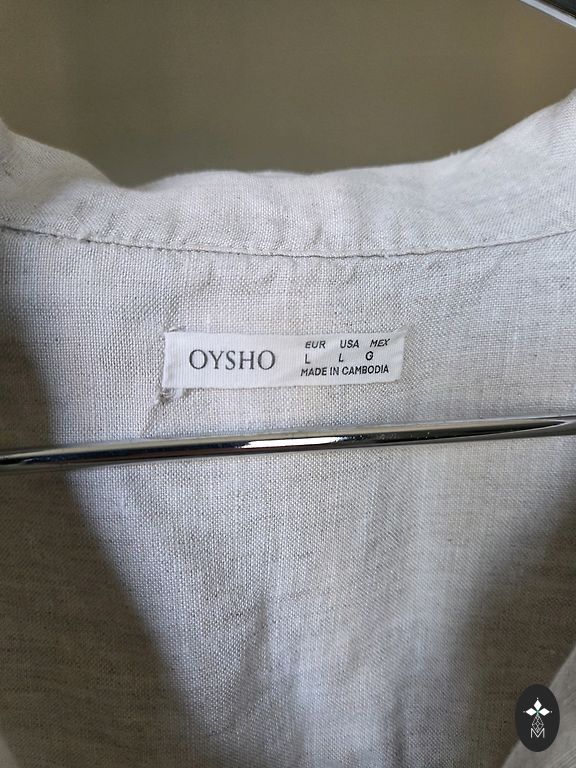 OYSHO
EUR USA MEX
L L G
MADE IN CAMBODIA
M